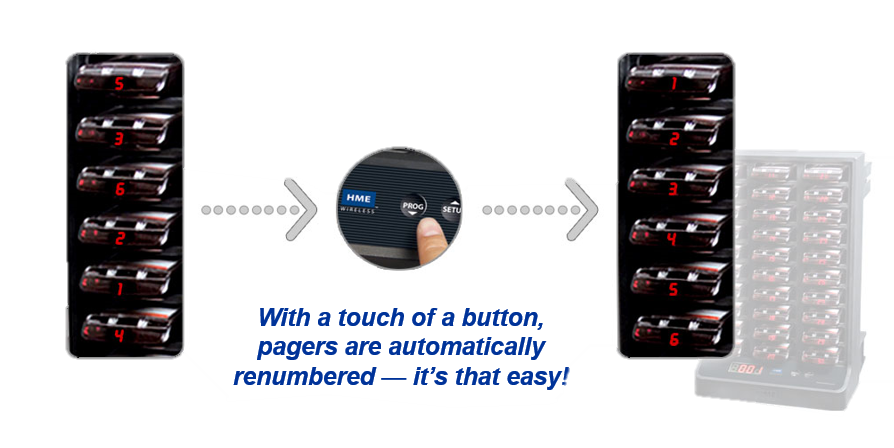 5
3
6
2
1
4
HME
WIRELESS
PROG
SETU
1
2
3
4
5
6
With a touch of a button,
pagers are automatically
renumbered — it's that easy!